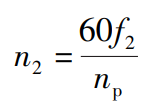 n₂ = 60f₂ / nₚ